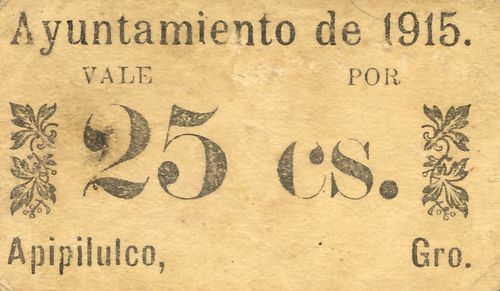 Ayuntamiento de 1915.
VALE POR
25 cs.
Apipilulco, Gro.